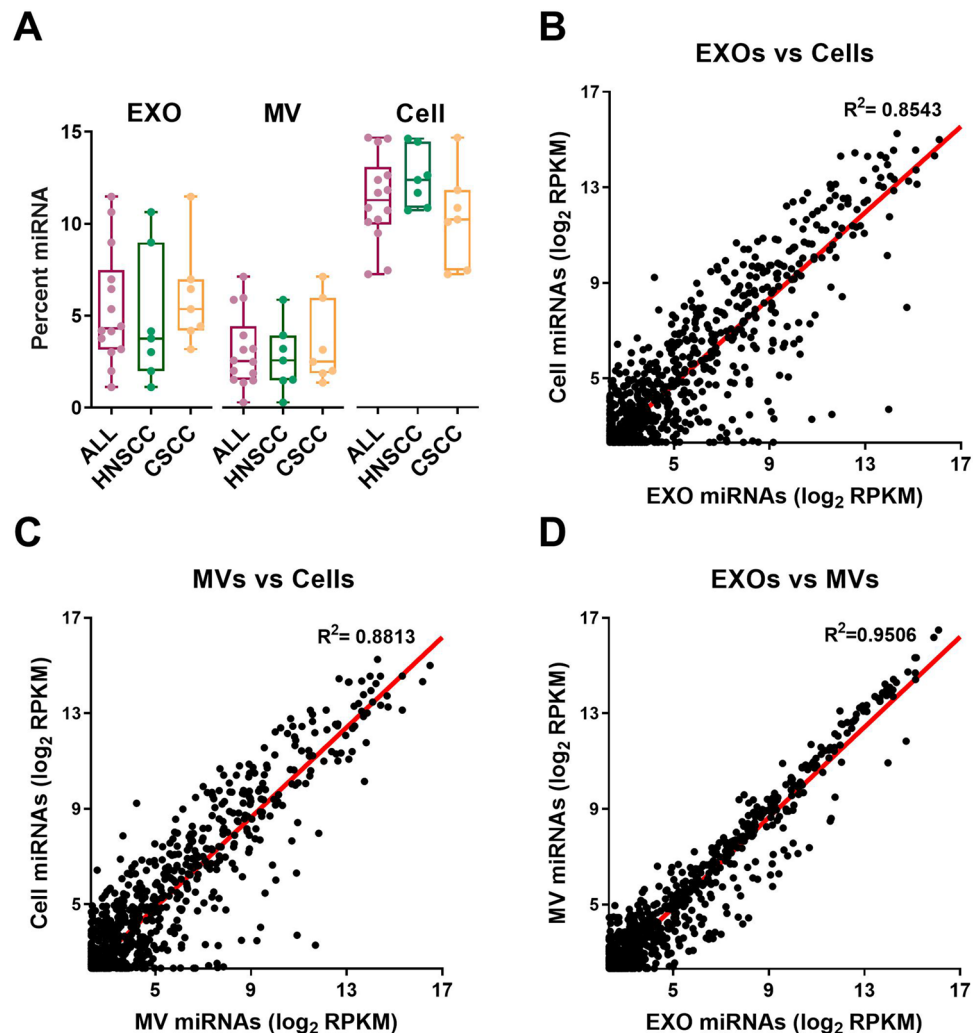 A
EXO MV Cell
Percent miRNA
15
10
5
0
ALL
HNSCC
CSCC
ALL
HNSCC
CSCC
ALL
HNSCC
CSCC
B
EXOs vs Cells
R²= 0.8543
Cell miRNAs (log₂ RPKM)
17
13
9
5
5 9 13 17
EXO miRNAs (log₂ RPKM)
C
MVs vs Cells
R²= 0.8813
Cell miRNAs (log₂ RPKM)
17
13
9
5
5 9 13 17
MV miRNAs (log₂ RPKM)
D
EXOs vs MVs
R²=0.9506
MV miRNAs (log₂ RPKM)
17
13
9
5
5 9 13 17
EXO miRNAs (log₂ RPKM)